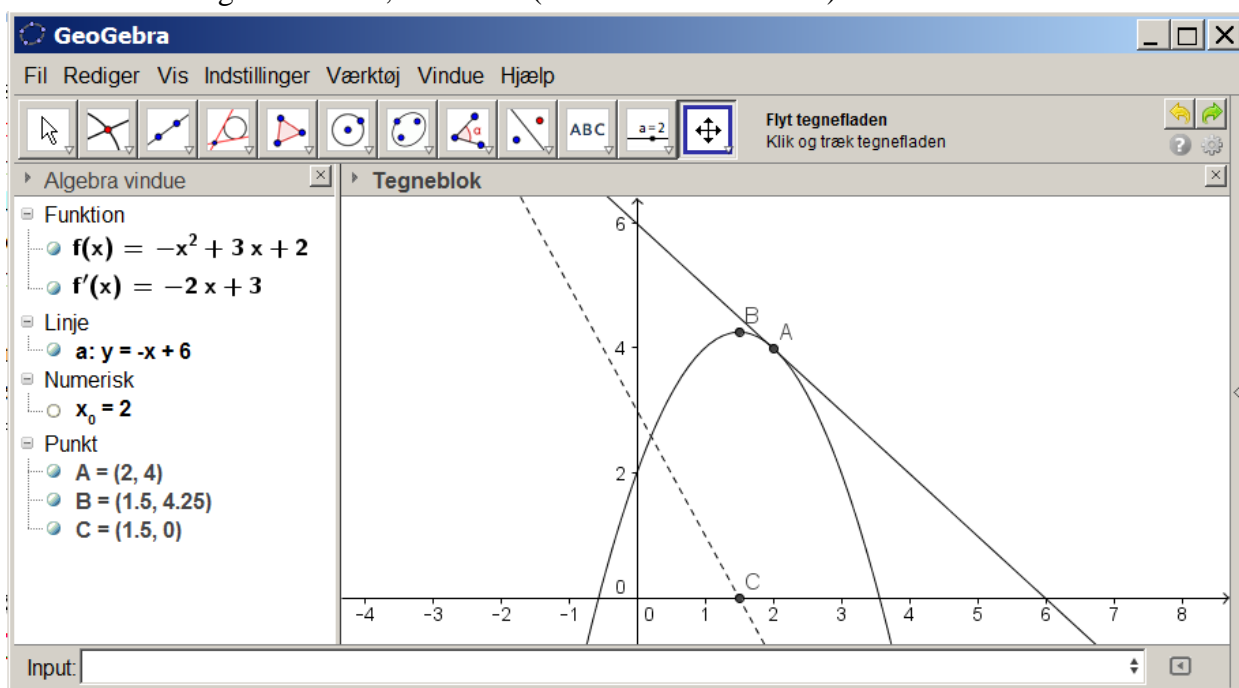 GeoGebra
Fil Rediger Vis Indstillinger Værktøj Vindue Hjælp
ABC a=2 Flyt tegnefladen
Klik og træk tegnefladen
Algebra vindue
Tegneblok
Funktion
f(x) = −x² + 3 x + 2
f′(x) = −2 x + 3
Linje
a: y = -x + 6
Numerisk
x₀ = 2
Punkt
A = (2, 4)
B = (1.5, 4.25)
C = (1.5, 0)
6
B
A
4
2
0
C
-4 -3 -2 -1 0 1 2 3 4 5 6 7 8
Input: